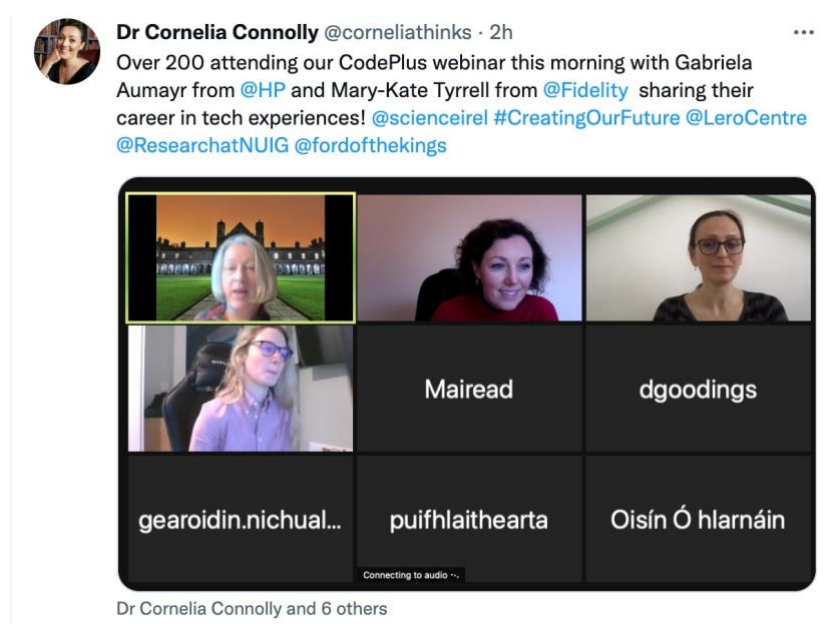 Dr Cornelia Connolly @corneliathinks · 2h
Over 200 attending our CodePlus webinar this morning with Gabriela
Aumayr from @HP and Mary-Kate Tyrrell from @Fidelity sharing their
career in tech experiences! @scienceirel #CreatingOurFuture @LeroCentre
@ResearchatNUIG @fordofthekings
Mairead
dgoodings
gearoidin.nichual...
puifhlaithearta
Oisín Ó hIarnáin
Connecting to audio ··.
Dr Cornelia Connolly and 6 others